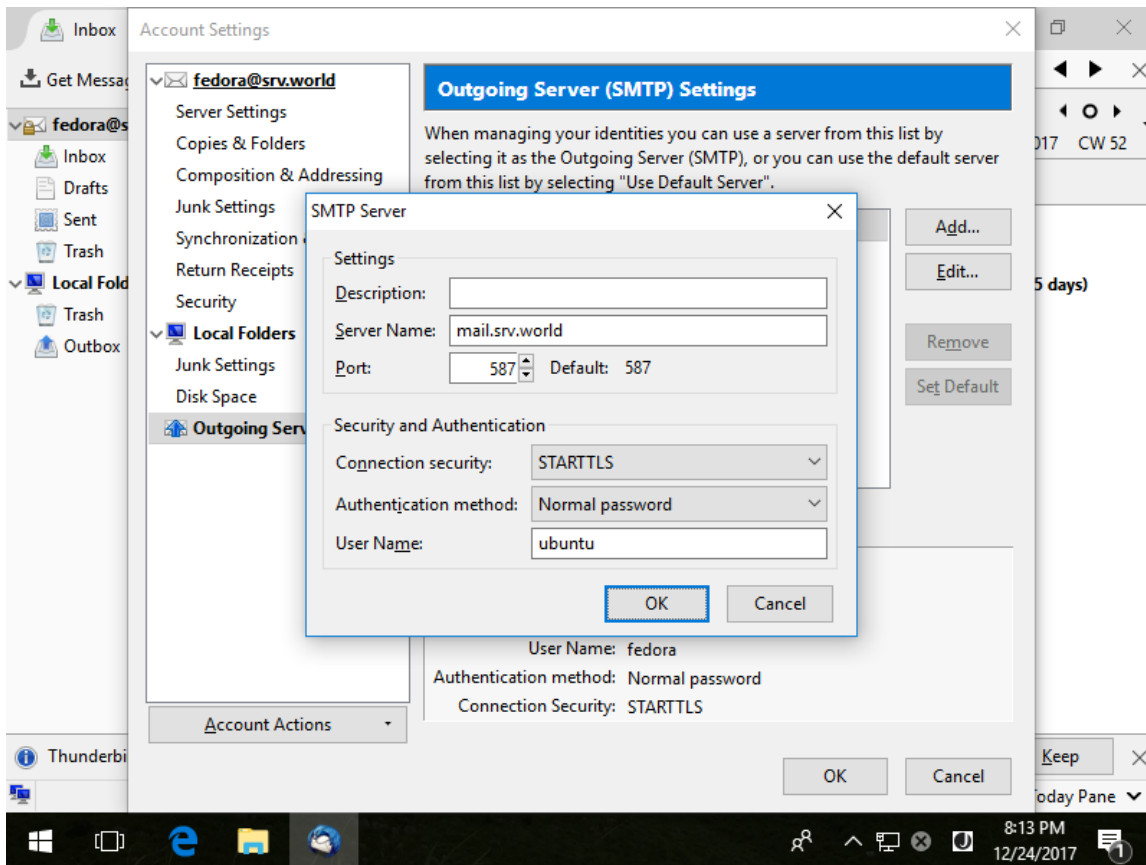 Inbox
Account Settings
Get Messag
fedora@srv.world
Outgoing Server (SMTP) Settings
fedora@s
Server Settings
When managing your identities you can use a server from this list by
selecting it as the Outgoing Server (SMTP), or you can use the default server
from this list by selecting "Use Default Server".
017 CW 52
Inbox
Copies & Folders
Drafts
Composition & Addressing
Sent
Junk Settings
SMTP Server
Add...
Trash
Synchronization
Settings
Edit...
Local Fold
Return Receipts
Description:
5 days)
Trash
Security
Server Name: mail.srv.world
Outbox
Local Folders
Remove
Junk Settings
Port: 587 Default: 587
Set Default
Disk Space
Outgoing Serv
Security and Authentication
Connection security: STARTTLS
Authentication method: Normal password
User Name: ubuntu
OK Cancel
User Name: fedora
Authentication method: Normal password
Connection Security: STARTTLS
Account Actions
Thunderbi
Keep
OK Cancel
oday Pane
8:13 PM
12/24/2017
1